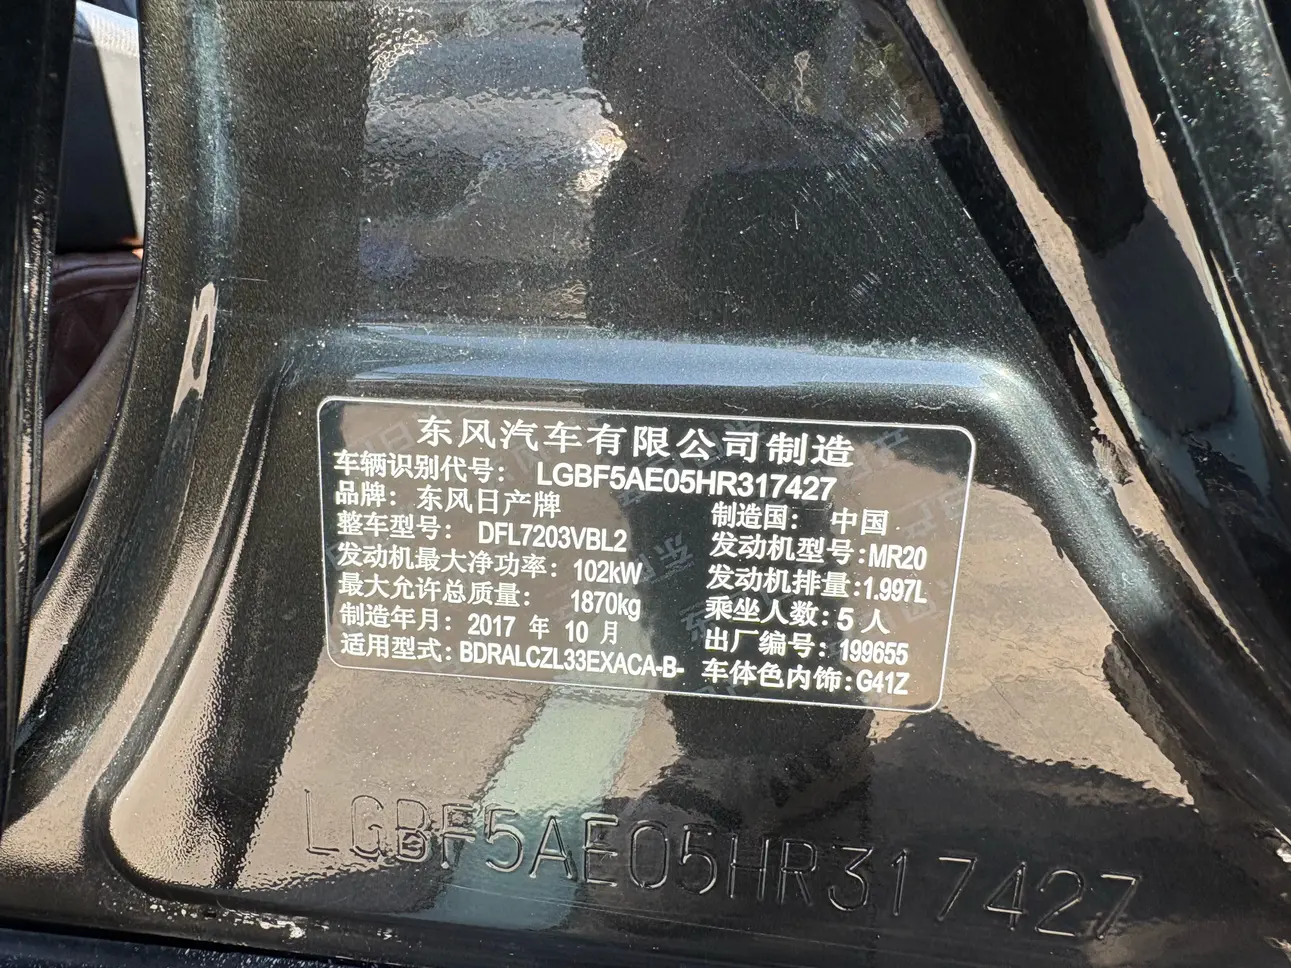 东风汽车有限公司制造
车辆识别代号： LGBF5AE05HR317427
品牌：东风日产牌 制造国： 中国
整车型号： DFL7203VBL2 发动机型号:MR20
发动机最大净功率：102kW 发动机排量:1.997L
最大允许总质量： 1870kg 乘坐人数:5人
制造年月：2017 年 10 月 出厂编号:199655
适用型式:BDRALCZL33EXACA-B- 车体色内饰:G41Z
LGBF5AE05HR317427